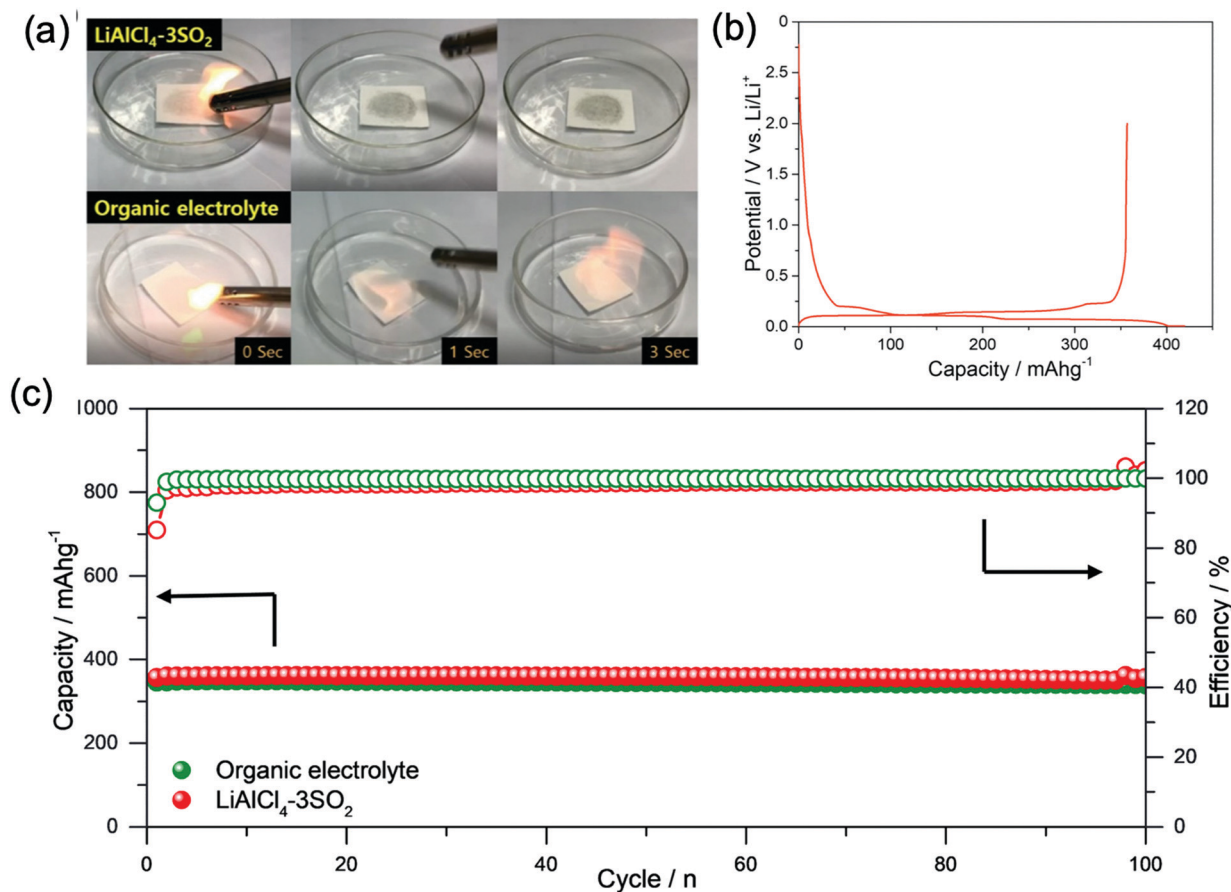 (a)
LiAlCl₄-3SO₂
Organic electrolyte
0 Sec
1 Sec
3 Sec
(b)
0
2.5
2.0
1.5
1.0
0.5
0.0
Potential / V vs. Li/Li⁺
0 100 200 300 400
Capacity / mAhg⁻¹
(c)
1000
800
600
400
200
0
Capacity / mAhg⁻¹
120
100
80
60
40
20
0
Efficiency / %
Organic electrolyte
LiAlCl₄-3SO₂
0 20 40 60 80 100
Cycle / n